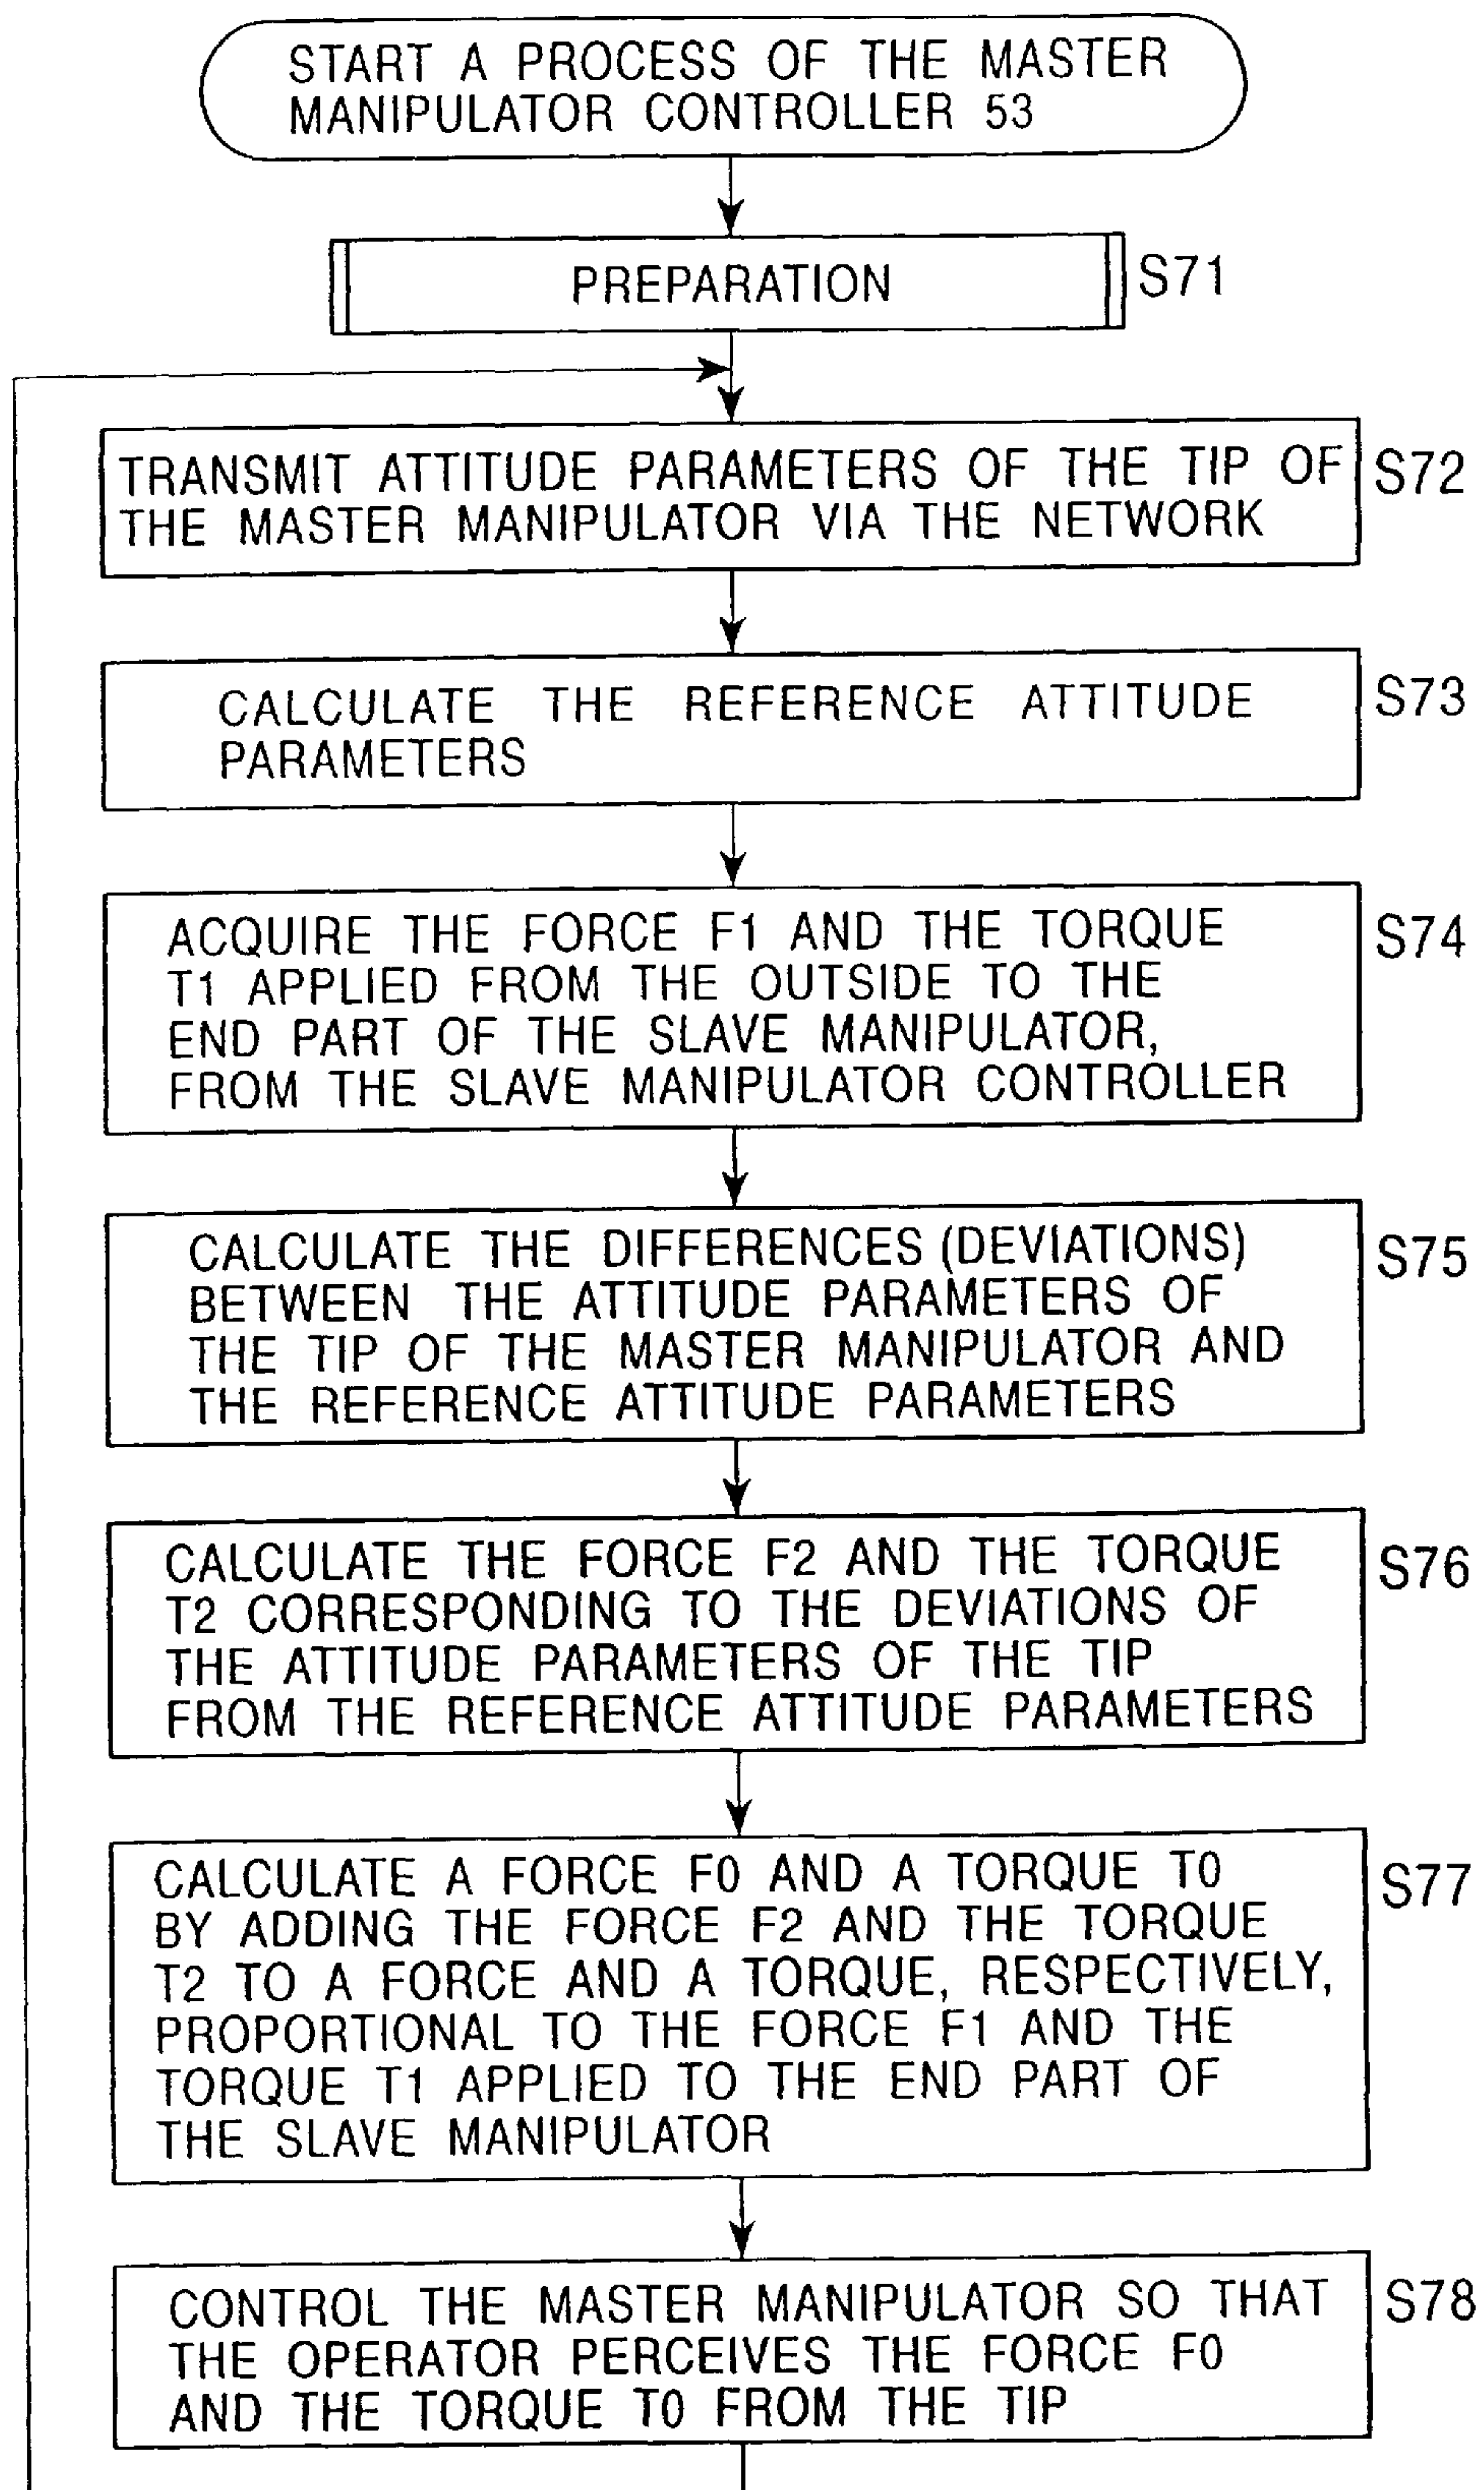 START A PROCESS OF THE MASTER
MANIPULATOR CONTROLLER 53
PREPARATION
S71
TRANSMIT ATTITUDE PARAMETERS OF THE TIP OF
THE MASTER MANIPULATOR VIA THE NETWORK
S72
CALCULATE THE REFERENCE ATTITUDE
PARAMETERS
S73
ACQUIRE THE FORCE F1 AND THE TORQUE
T1 APPLIED FROM THE OUTSIDE TO THE
END PART OF THE SLAVE MANIPULATOR,
FROM THE SLAVE MANIPULATOR CONTROLLER
S74
CALCULATE THE DIFFERENCES (DEVIATIONS)
BETWEEN THE ATTITUDE PARAMETERS OF
THE TIP OF THE MASTER MANIPULATOR AND
THE REFERENCE ATTITUDE PARAMETERS
S75
CALCULATE THE FORCE F2 AND THE TORQUE
T2 CORRESPONDING TO THE DEVIATIONS OF
THE ATTITUDE PARAMETERS OF THE TIP
FROM THE REFERENCE ATTITUDE PARAMETERS
S76
CALCULATE A FORCE F0 AND A TORQUE T0
BY ADDING THE FORCE F2 AND THE TORQUE
T2 TO A FORCE AND A TORQUE, RESPECTIVELY,
PROPORTIONAL TO THE FORCE F1 AND THE
TORQUE T1 APPLIED TO THE END PART OF
THE SLAVE MANIPULATOR
S77
CONTROL THE MASTER MANIPULATOR SO THAT
THE OPERATOR PERCEIVES THE FORCE F0
AND THE TORQUE T0 FROM THE TIP
S78